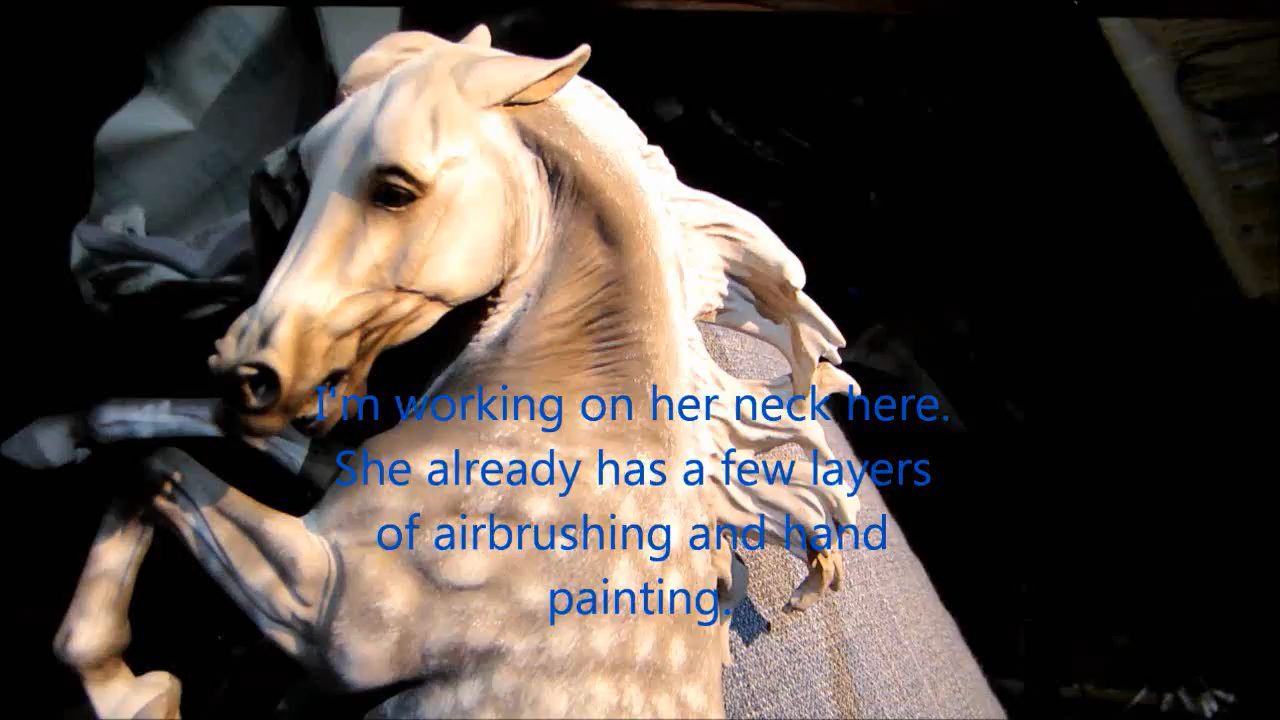 I'm working on her neck here.
She already has a few layers
of airbrushing and hand
painting.